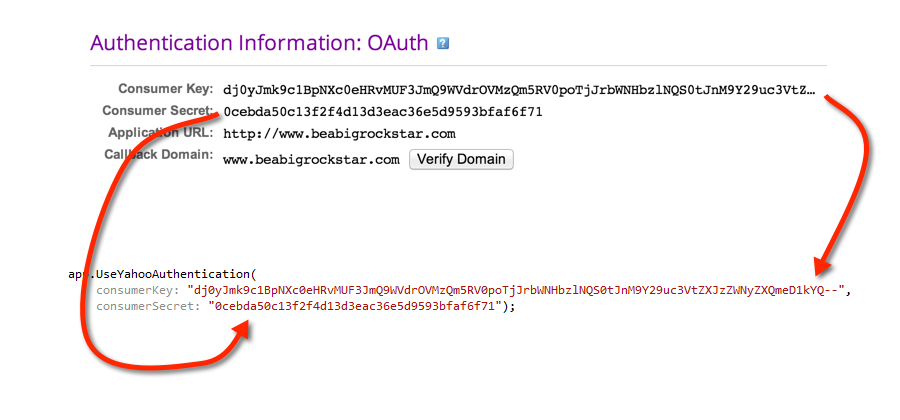 Authentication Information: OAuth ?
Consumer Key: dj0yJmk9c1BpNXc0eHRvMUF3JmQ9WVdrOVMzQm5RV0poTjJrbWNHbzlNQS0tJnM9Y29uc3VtZ…
Consumer Secret: 0cebda50c13f2f4d13d3eac36e5d9593bfaf6f71
Application URL: http://www.beabigrockstar.com
Callback Domain: www.beabigrockstar.com Verify Domain
app.UseYahooAuthentication(
consumerKey: "dj0yJmk9c1BpNXc0eHRvMUF3JmQ9WVdrOVMzQm5RV0poTjJrbWNHbzlNQS0tJnM9Y29uc3VtZXJzZWNyZXQmeD1kYQ--",
consumerSecret: "0cebda50c13f2f4d13d3eac36e5d9593bfaf6f71");